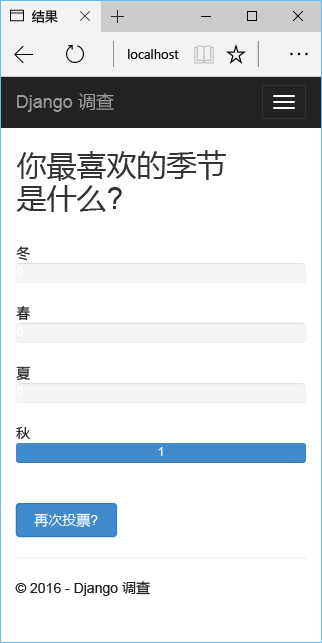 结果
localhost
Django 调查
你最喜欢的季节
是什么?
冬
0
春
0
夏
0
秋
1
再次投票?
© 2016 - Django 调查